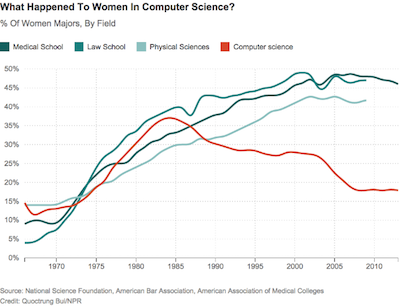 What Happened To Women In Computer Science?
% Of Women Majors, By Field
Medical School Law School Physical Sciences Computer science
50%
45%
40%
35%
30%
25%
20%
15%
10%
5%
0%
1970 1975 1980 1985 1990 1995 2000 2005 2010
Source: National Science Foundation, American Bar Association, American Association of Medical Colleges
Credit: Quoctrung Bui/NPR